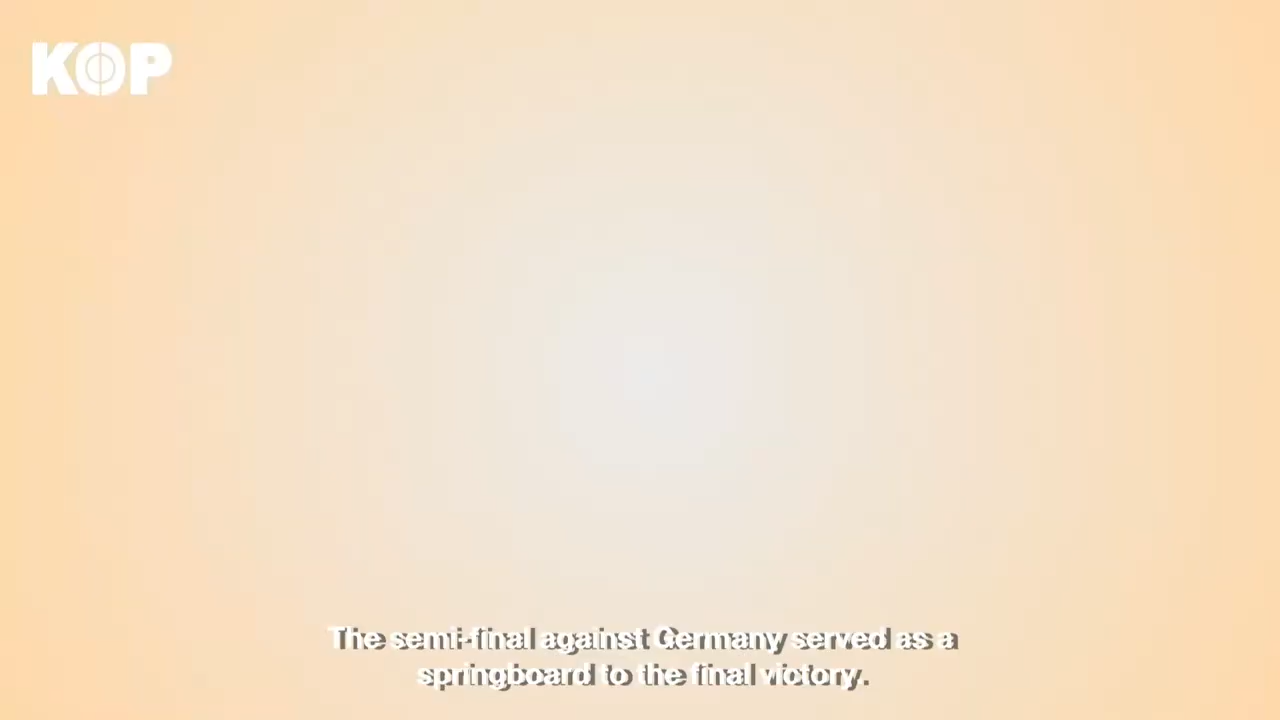 KOP
The semi-final against Germany served as a
springboard to the final victory.